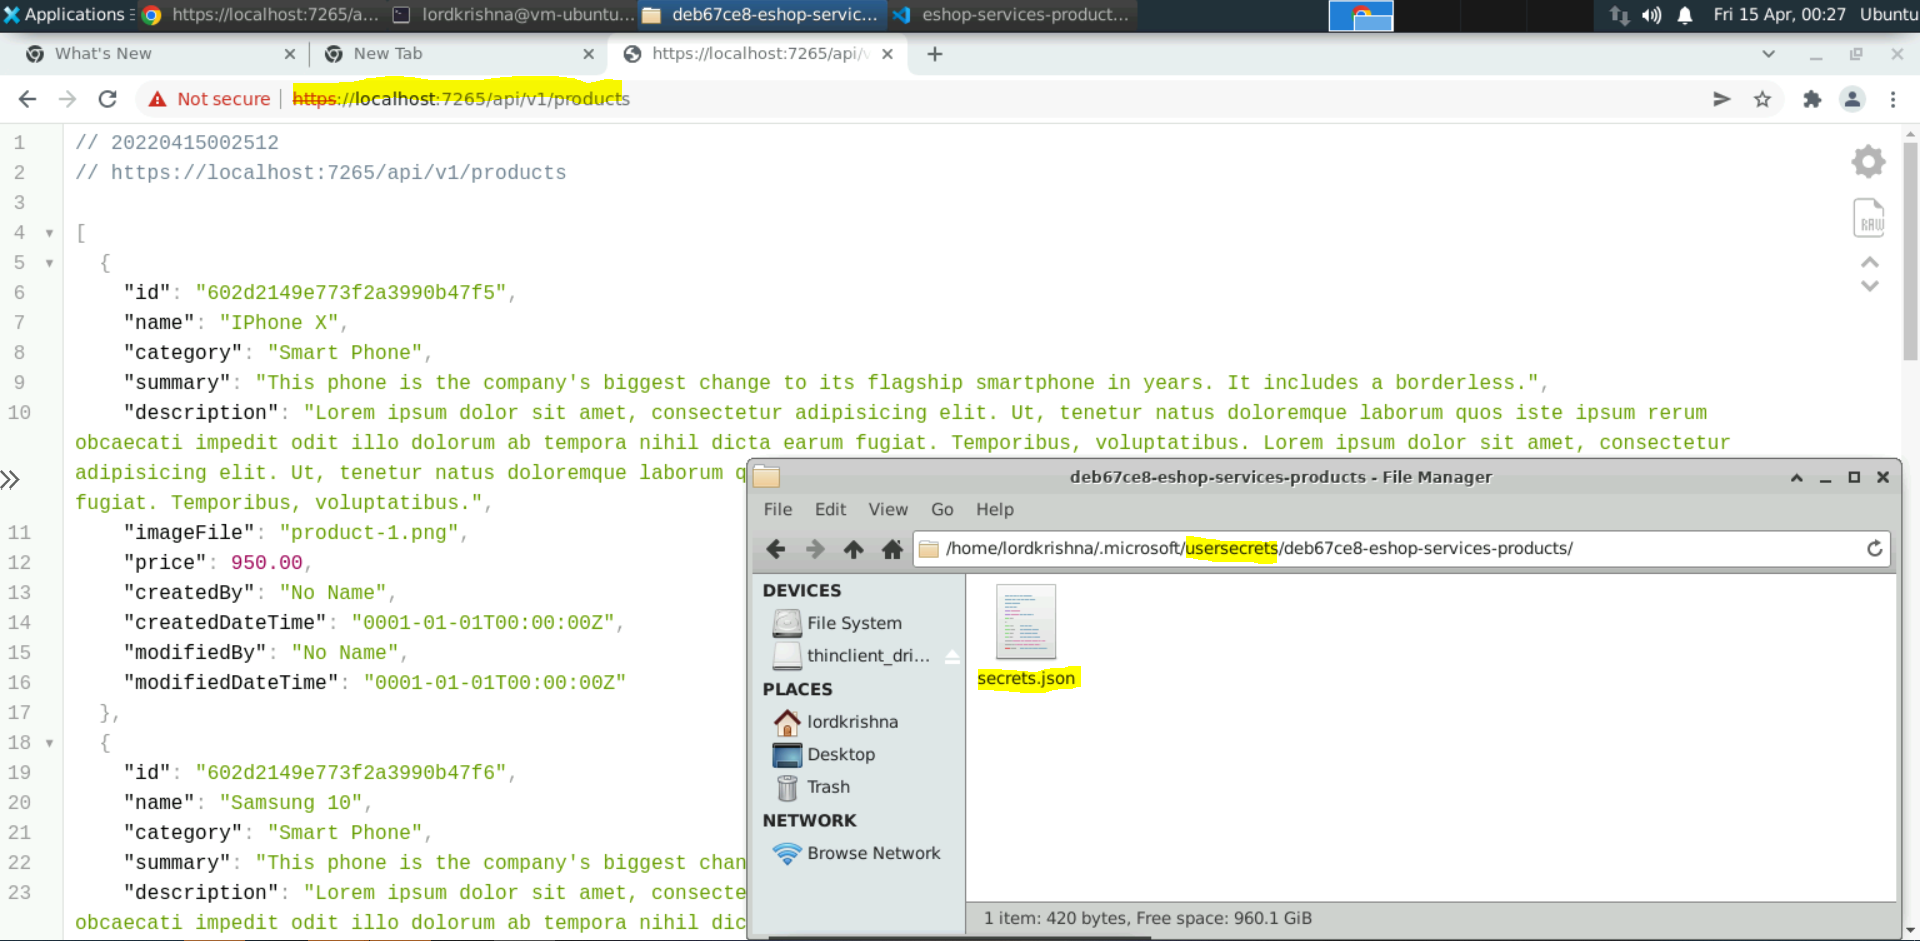 Applications
https://localhost:7265/a...
lordkrishna@vm-ubuntu...
deb67ce8-eshop-servic...
eshop-services-product...
Fri 15 Apr, 00:27 Ubuntu
What's New
New Tab
https://localhost:7265/api/v
Not secure
https://localhost:7265/api/v1/products
1 // 20220415002512
2 // https://localhost:7265/api/v1/products
3
4 [
5 {
6 "id": "602d2149e773f2a3990b47f5",
7 "name": "IPhone X",
8 "category": "Smart Phone",
9 "summary": "This phone is the company's biggest change to its flagship smartphone in years. It includes a borderless.",
10 "description": "Lorem ipsum dolor sit amet, consectetur adipisicing elit. Ut, tenetur natus doloremque laborum quos iste ipsum rerum
obcaecati impedit odit illo dolorum ab tempora nihil dicta earum fugiat. Temporibus, voluptatibus. Lorem ipsum dolor sit amet, consectetur
adipisicing elit. Ut, tenetur natus doloremque laborum q
fugiat. Temporibus, voluptatibus.",
11 "imageFile": "product-1.png",
12 "price": 950.00,
13 "createdBy": "No Name",
14 "createdDateTime": "0001-01-01T00:00:00Z",
15 "modifiedBy": "No Name",
16 "modifiedDateTime": "0001-01-01T00:00:00Z"
17 },
18 {
19 "id": "602d2149e773f2a3990b47f6",
20 "name": "Samsung 10",
21 "category": "Smart Phone",
22 "summary": "This phone is the company's biggest chan
23 "description": "Lorem ipsum dolor sit amet, consecte
obcaecati impedit odit illo dolorum ab tempora nihil dic
RAW
deb67ce8-eshop-services-products - File Manager
File Edit View Go Help
/home/lordkrishna/.microsoft/usersecrets/deb67ce8-eshop-services-products/
DEVICES
File System
thinclient_dri...
PLACES
lordkrishna
Desktop
Trash
NETWORK
Browse Network
secrets.json
1 item: 420 bytes, Free space: 960.1 GiB